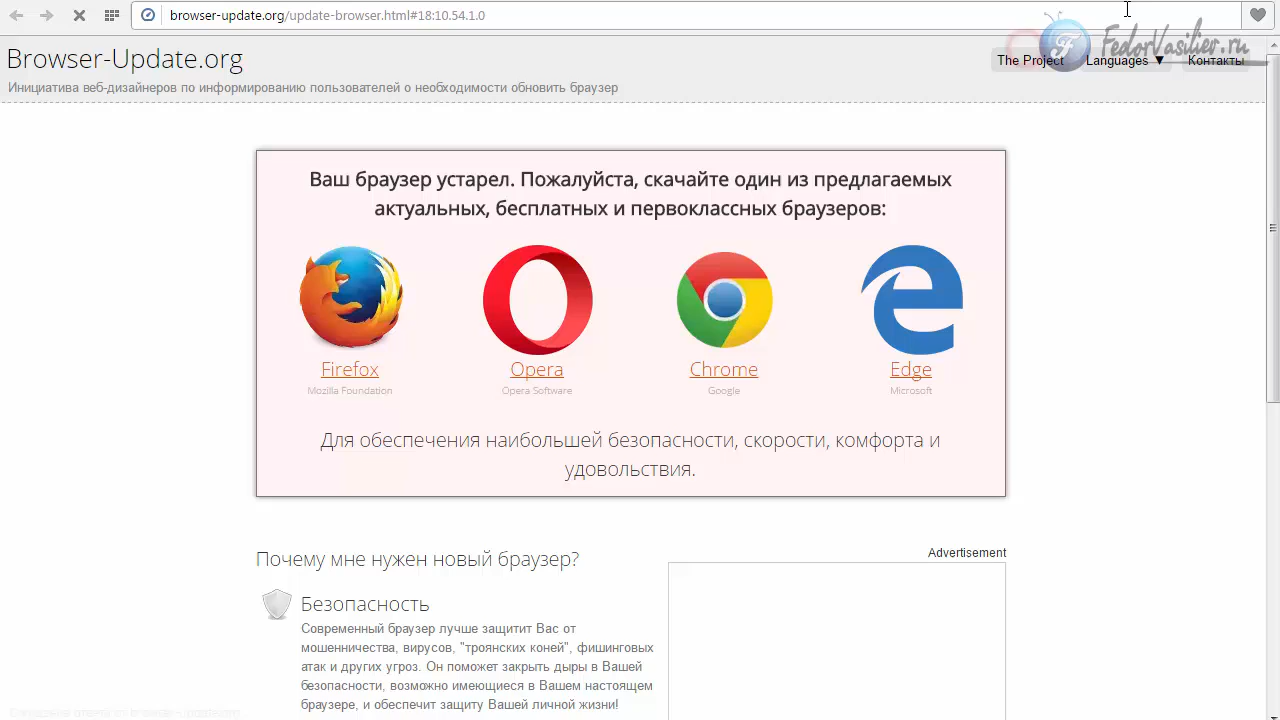 browser-update.org/update-browser.html#18:10.54.1.0
FedorVasiliev.ru
Browser-Update.org
The Project
Languages ▼
Контакты
Инициатива веб-дизайнеров по информированию пользователей о необходимости обновить браузер
Ваш браузер устарел. Пожалуйста, скачайте один из предлагаемых
актуальных, бесплатных и первоклассных браузеров:
Firefox
Opera
Chrome
Edge
Mozilla Foundation
Opera Software
Google
Microsoft
Для обеспечения наибольшей безопасности, скорости, комфорта и
удовольствия.
Почему мне нужен новый браузер?
Advertisement
Безопасность
Современный браузер лучше защитит Вас от
мошенничества, вирусов, "троянских коней", фишинговых
атак и других угроз. Он поможет закрыть дыры в Вашей
безопасности, возможно имеющиеся в Вашем настоящем
браузере, и обеспечит защиту Вашей личной жизни!